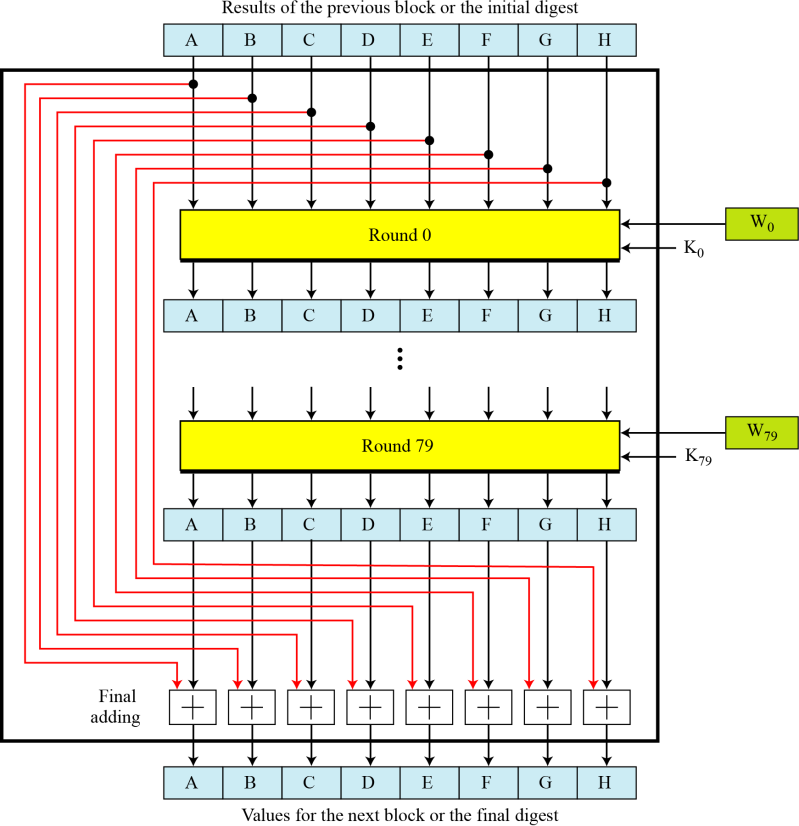 Results of the previous block or the initial digest
A B C D E F G H
Round 0
W0
K0
A B C D E F G H
Round 79
W79
K79
A B C D E F G H
Final
adding
+ + + + + + + +
A B C D E F G H
Values for the next block or the final digest